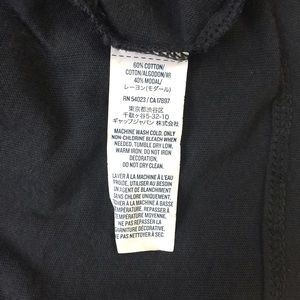 60% COTTON/
COTON/ALGODON/棉
40% MODAL/
レーヨン(モダール)
RN 54023 / CA 17897
東京都渋谷区
千駄ヶ谷5-32-10
ギャップジャパン 株式会社
MACHINE WASH COLD, ONLY
NON-CHLORINE BLEACH WHEN
NEEDED, TUMBLE DRY LOW,
WARM IRON, DO NOT IRON
DECORATION,
DO NOT DRY CLEAN.
LAVER À LA MACHINE À L'EAU
FROIDE, UTILISER AU BESOIN
UN AGENT DE BLANCHIMENT
SANS CHLORE UNIQUEMENT,
SÉCHER À LA MACHINE À BASSE
TEMPÉRATURE, REPASSER À
TEMPÉRATURE MOYENNE,
NE PAS REPASSER SUR
GARNITURE DÉCORATIVE,
NE PAS NETTOYER À SEC.